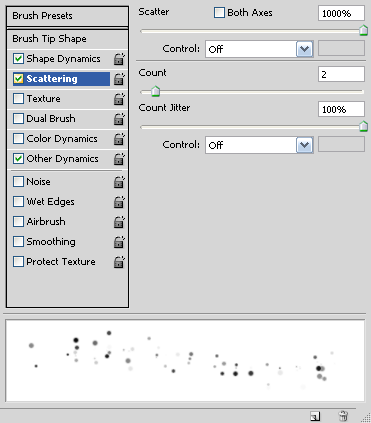 Brush Presets
Brush Tip Shape
Shape Dynamics
Scattering
Texture
Dual Brush
Color Dynamics
Other Dynamics
Noise
Wet Edges
Airbrush
Smoothing
Protect Texture
Scatter Both Axes 1000%
Control: Off
Count 2
Count Jitter 100%
Control: Off